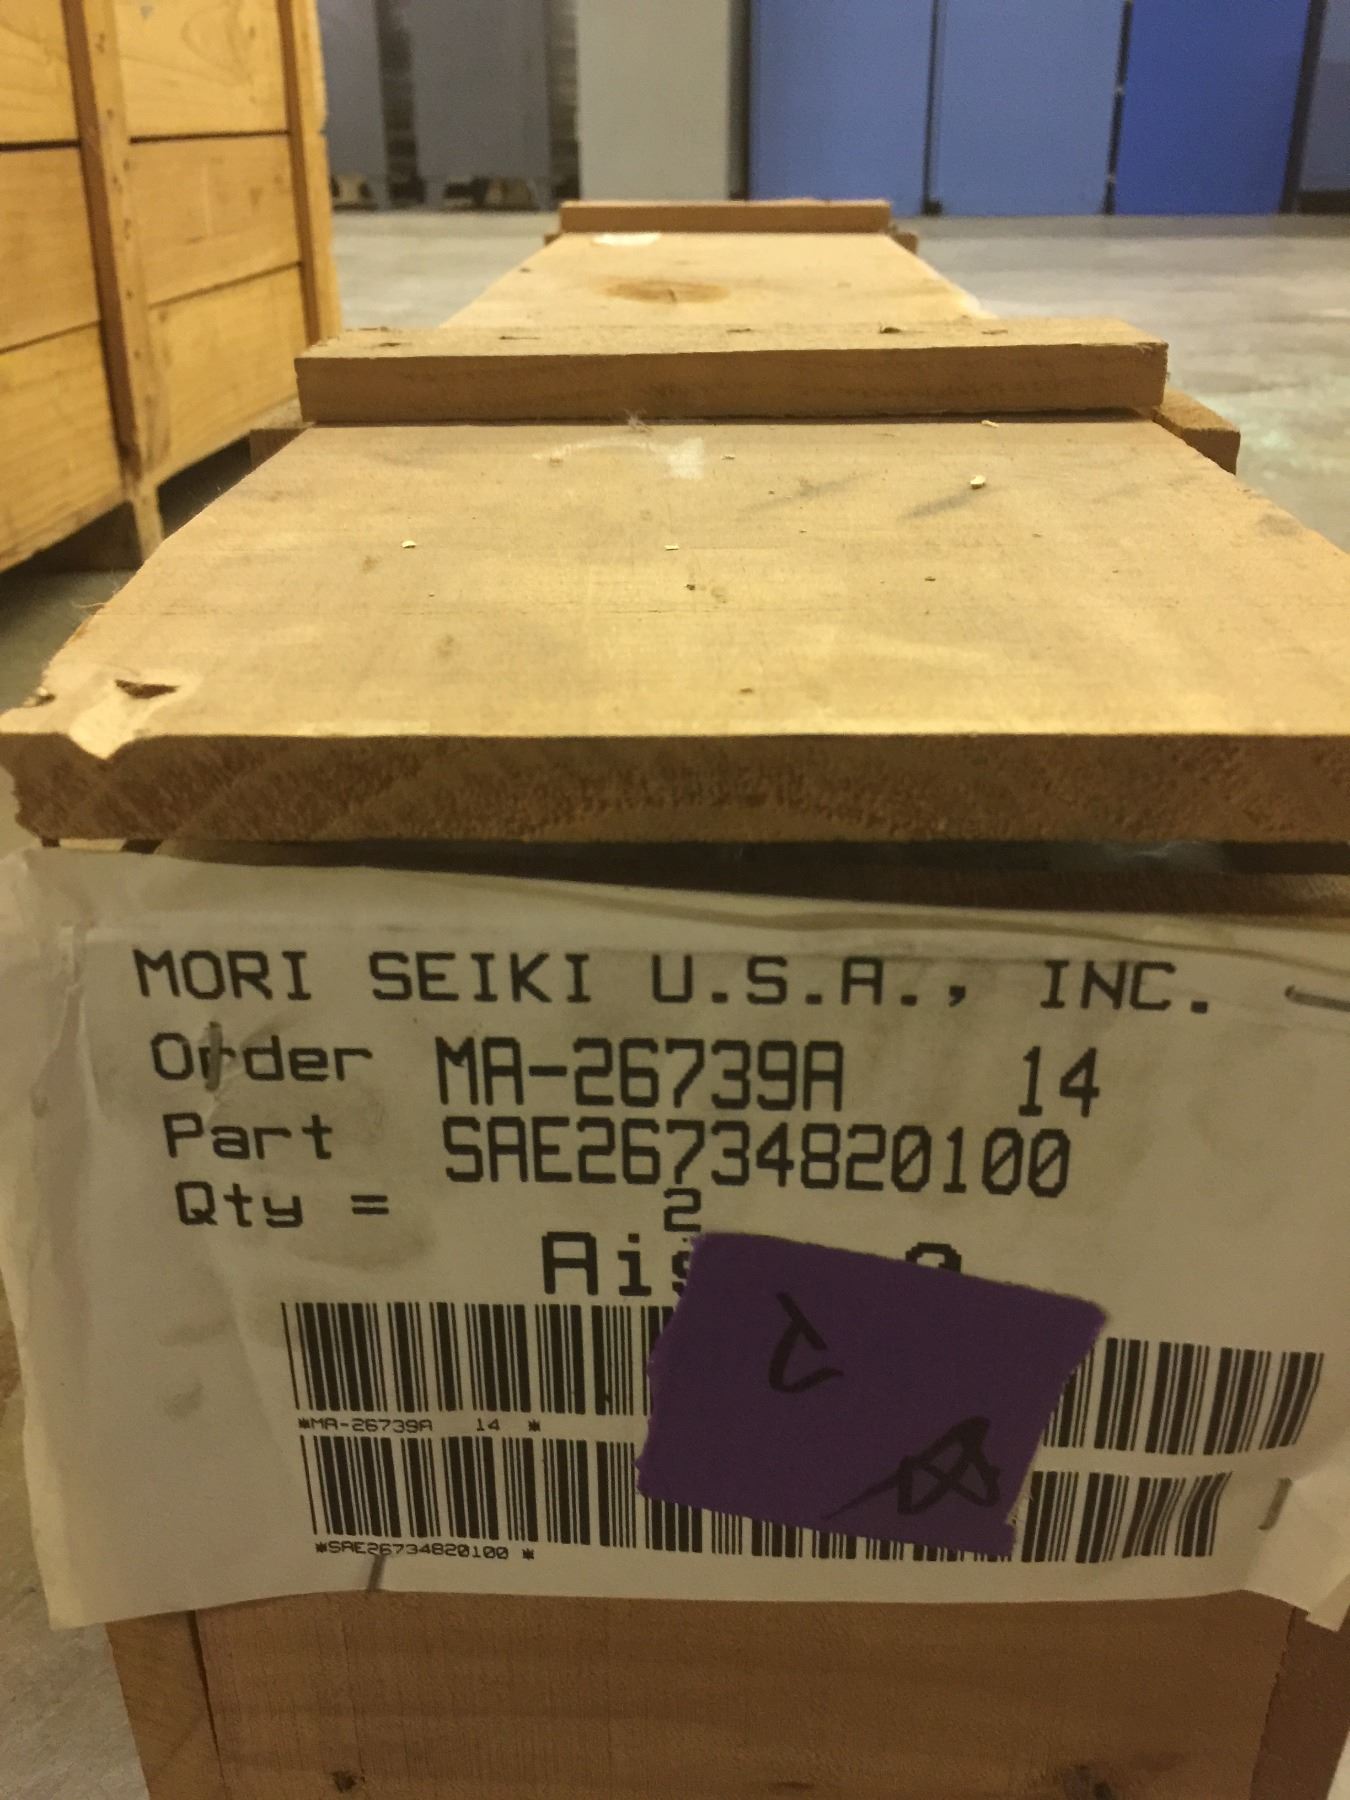 MORI SEIKI U.S.A., INC.
Order MA-26739A 14
Part SAE26734820100
Qty = 2
*MA-26739A 14 *
*SAE26734820100 *